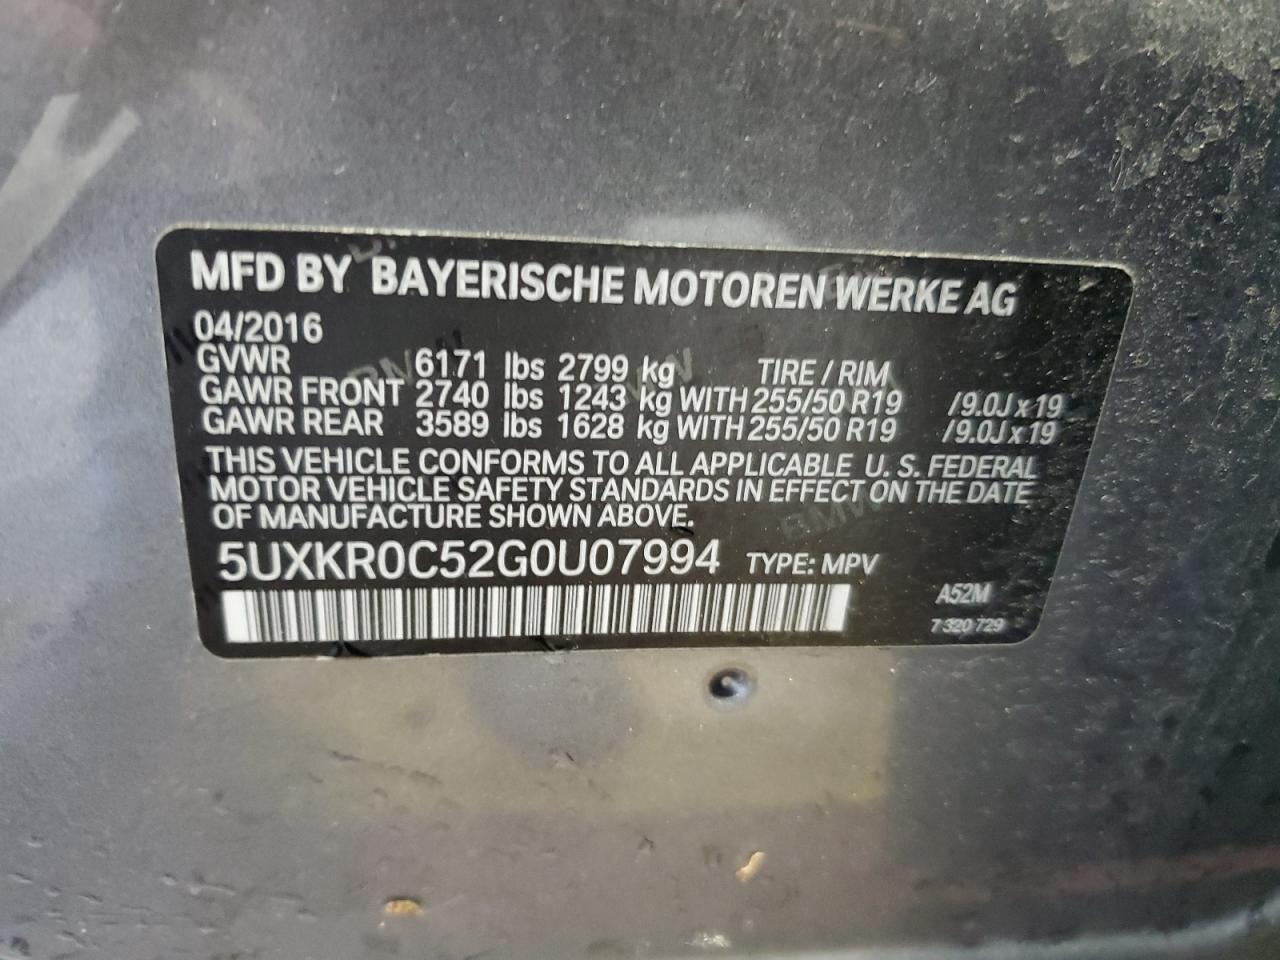 MFD BY BAYERISCHE MOTOREN WERKE AG
04/2016
GVWR 6171 lbs 2799 kg TIRE / RIM
GAWR FRONT 2740 lbs 1243 kg WITH 255/50 R19 /9.0J x 19
GAWR REAR 3589 lbs 1628 kg WITH 255/50 R19 /9.0J x 19
THIS VEHICLE CONFORMS TO ALL APPLICABLE U. S. FEDERAL
MOTOR VEHICLE SAFETY STANDARDS IN EFFECT ON THE DATE
OF MANUFACTURE SHOWN ABOVE.
5UXKR0C52G0U07994 TYPE: MPV
A52M
7 320 729